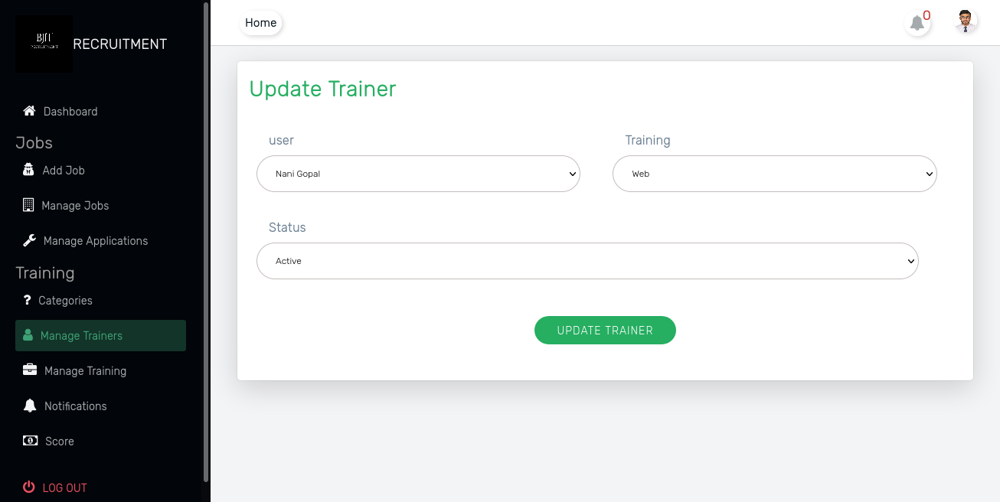 BJIT
RECRUITMENT
RECRUITMENT
Dashboard
Jobs
Add Job
Manage Jobs
Manage Applications
Training
? Categories
Manage Trainers
Manage Training
Notifications
Score
LOG OUT
Home
0
Update Trainer
user
Training
Nani Gopal
Web
Status
Active
UPDATE TRAINER